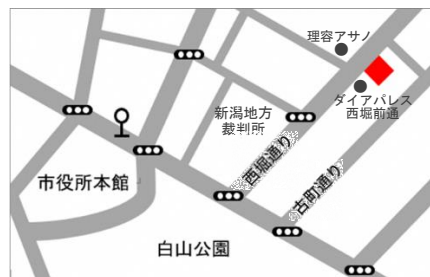 理容アサノ
ダイアパレス
西堀前通
新潟地方
裁判所
西堀通り
古町通り
市役所本館
白山公園